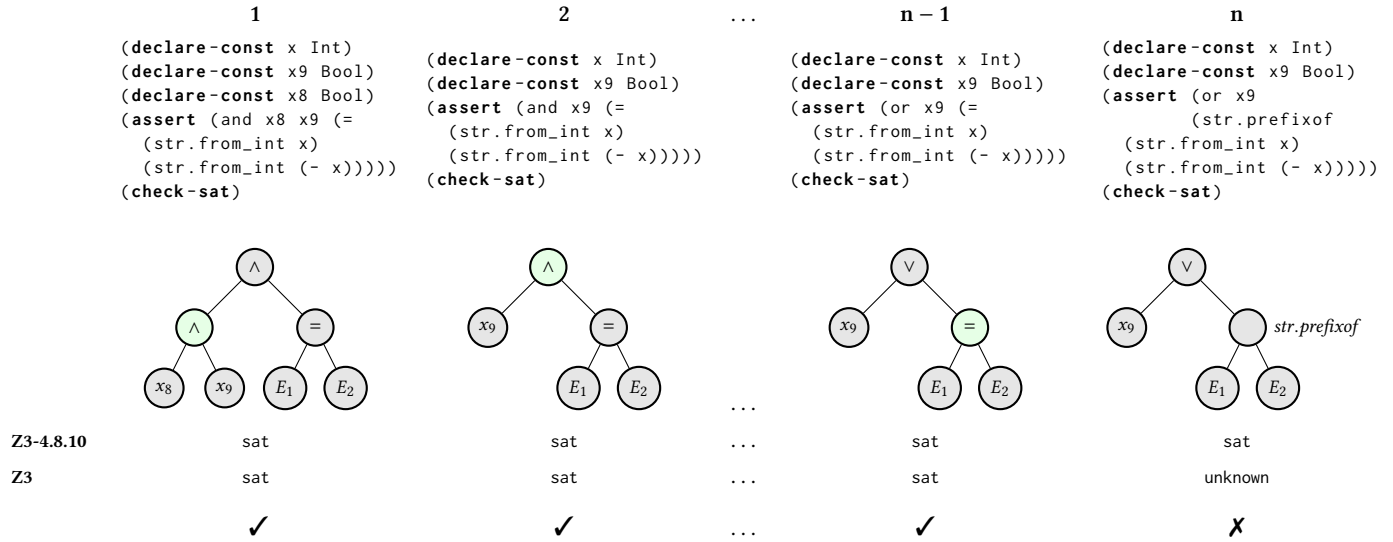 1
2
...
n − 1
n
(declare-const x Int)
(declare-const x9 Bool)
(declare-const x8 Bool)
(assert (and x8 x9 (=
(str.from_int x)
(str.from_int (- x)))))
(check-sat)
(declare-const x Int)
(declare-const x9 Bool)
(assert (and x9 (=
(str.from_int x)
(str.from_int (- x)))))
(check-sat)
(declare-const x Int)
(declare-const x9 Bool)
(assert (or x9 (=
(str.from_int x)
(str.from_int (- x)))))
(check-sat)
(declare-const x Int)
(declare-const x9 Bool)
(assert (or x9
(str.prefixof
(str.from_int x)
(str.from_int (- x)))))
(check-sat)
∧
∧ =
x8 x9 E1 E2
∧
x9 =
E1 E2
...
∨
x9 =
E1 E2
∨
x9 str.prefixof
E1 E2
Z3-4.8.10 sat sat ... sat sat
Z3 sat sat ... sat unknown
✓ ✓ ... ✓ ✗